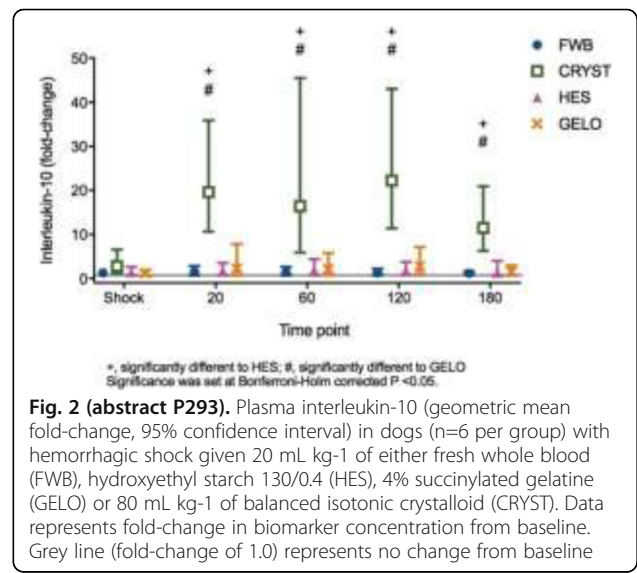 +
#
+
#
+
#
+
#
FWB
CRYST
HES
GELO
50
40
30
20
10
0
Interleukin-10 (fold-change)
Shock 20 60 120 180
Time point
+, significantly different to HES; #, significantly different to GELO
Significance was set at Bonferroni-Holm corrected P <0.05.
Fig. 2 (abstract P293). Plasma interleukin-10 (geometric mean
fold-change, 95% confidence interval) in dogs (n=6 per group) with
hemorrhagic shock given 20 mL kg-1 of either fresh whole blood
(FWB), hydroxyethyl starch 130/0.4 (HES), 4% succinylated gelatine
(GELO) or 80 mL kg-1 of balanced isotonic crystalloid (CRYST). Data
represents fold-change in biomarker concentration from baseline.
Grey line (fold-change of 1.0) represents no change from baseline